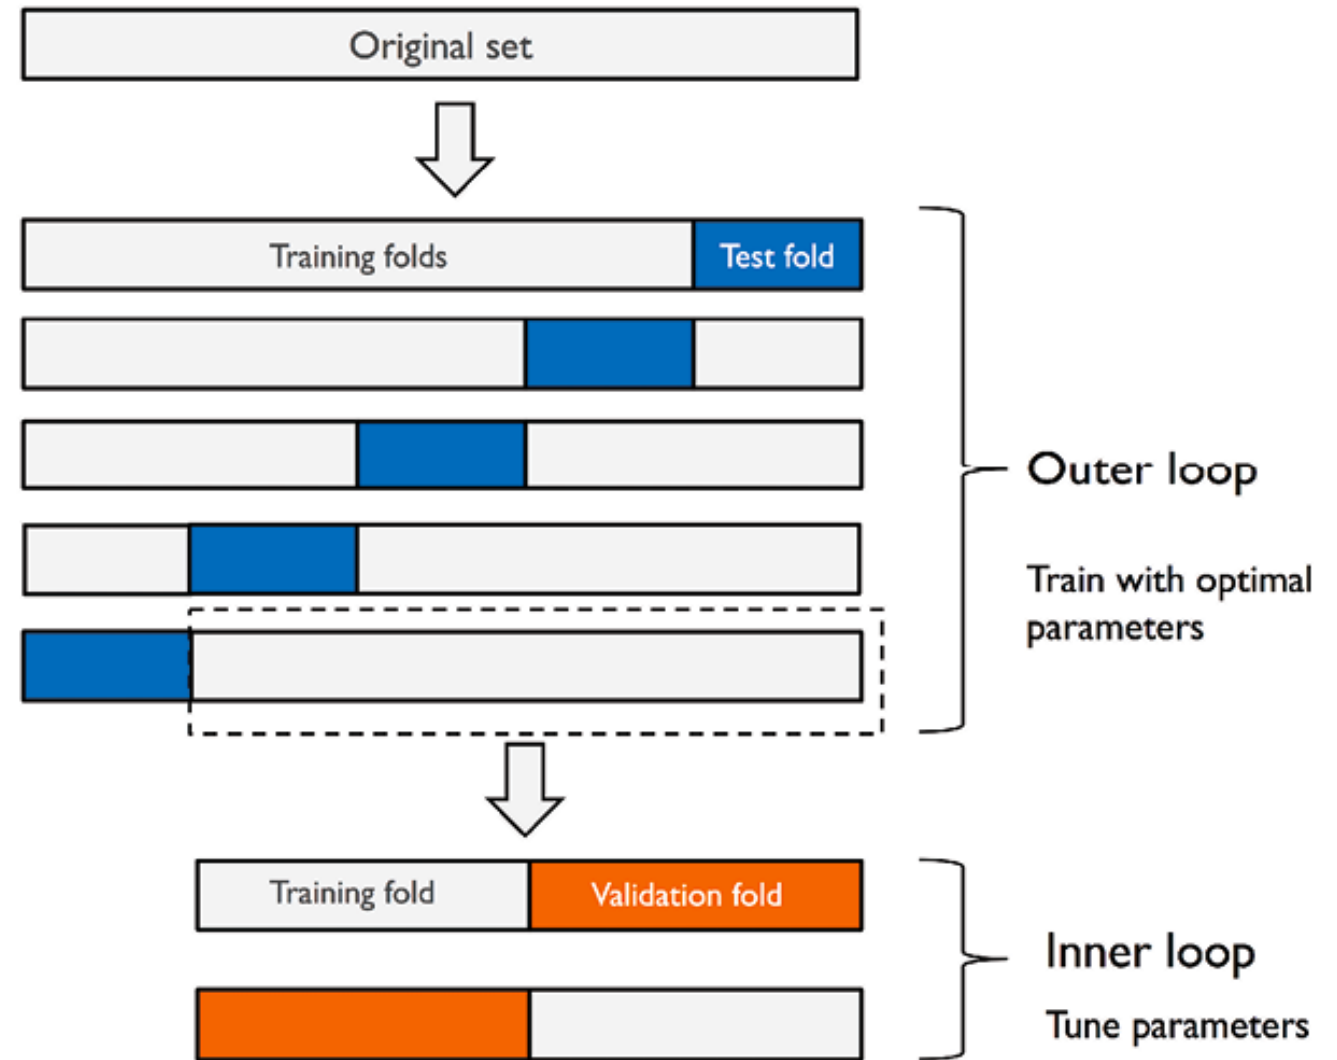 Original set
Training folds
Test fold
Outer loop
Train with optimal
parameters
Training fold
Validation fold
Inner loop
Tune parameters